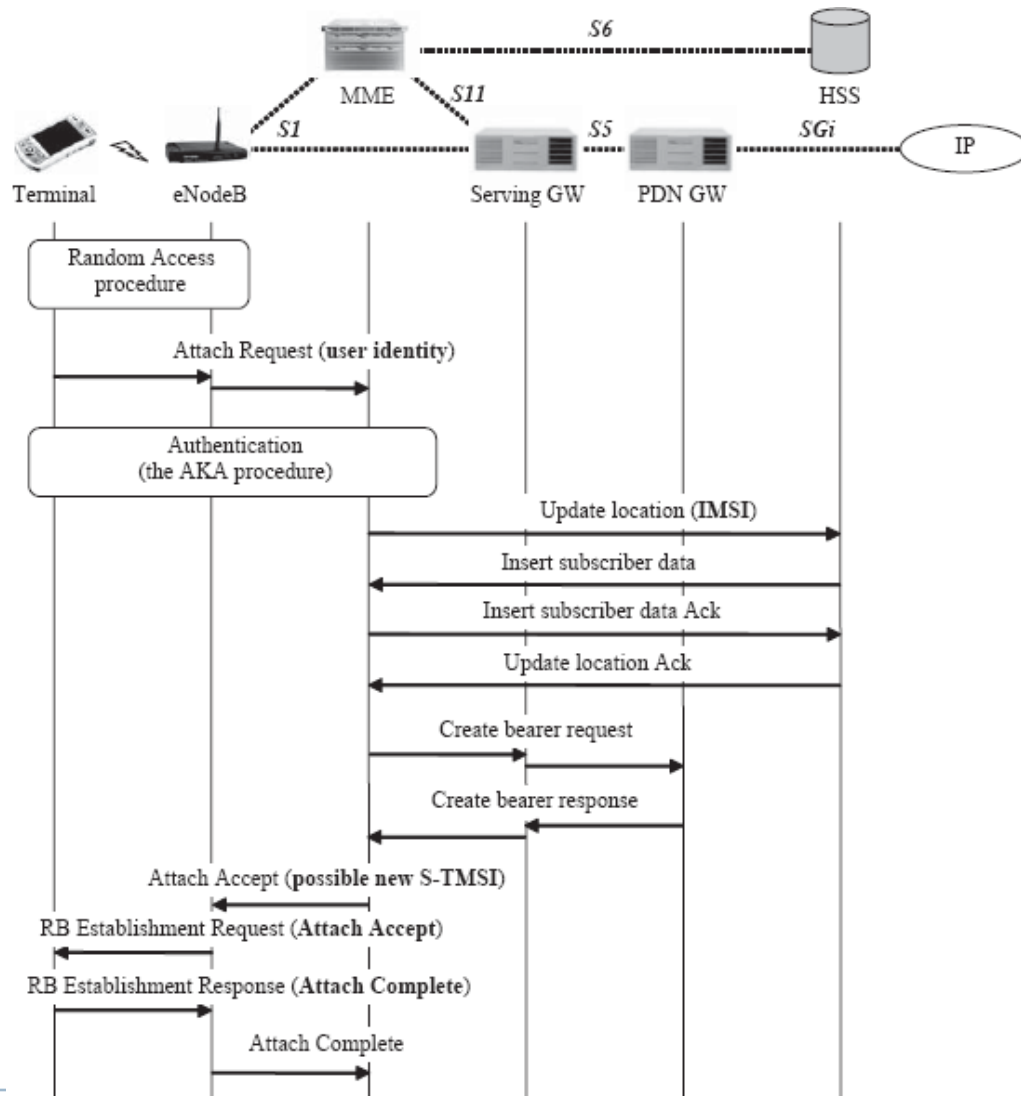 S6
MME
HSS
S11
S1
S5
SGi
IP
Terminal
eNodeB
Serving GW
PDN GW
Random Access
procedure
Attach Request (user identity)
Authentication
(the AKA procedure)
Update location (IMSI)
Insert subscriber data
Insert subscriber data Ack
Update location Ack
Create bearer request
Create bearer response
Attach Accept (possible new S-TMSI)
RB Establishment Request (Attach Accept)
RB Establishment Response (Attach Complete)
Attach Complete